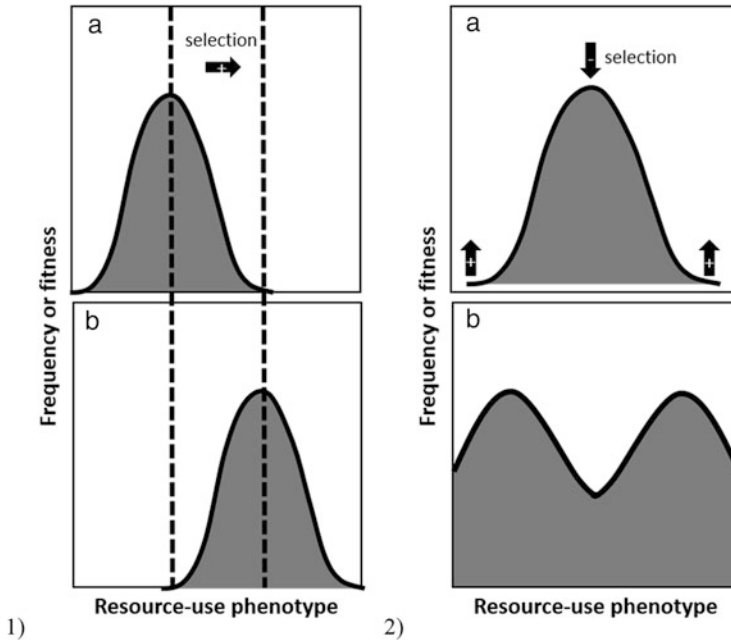 a
selection
+
b
Frequency or fitness
Resource-use phenotype
1)
a
-
selection
+
+
b
Frequency or fitness
Resource-use phenotype
2)